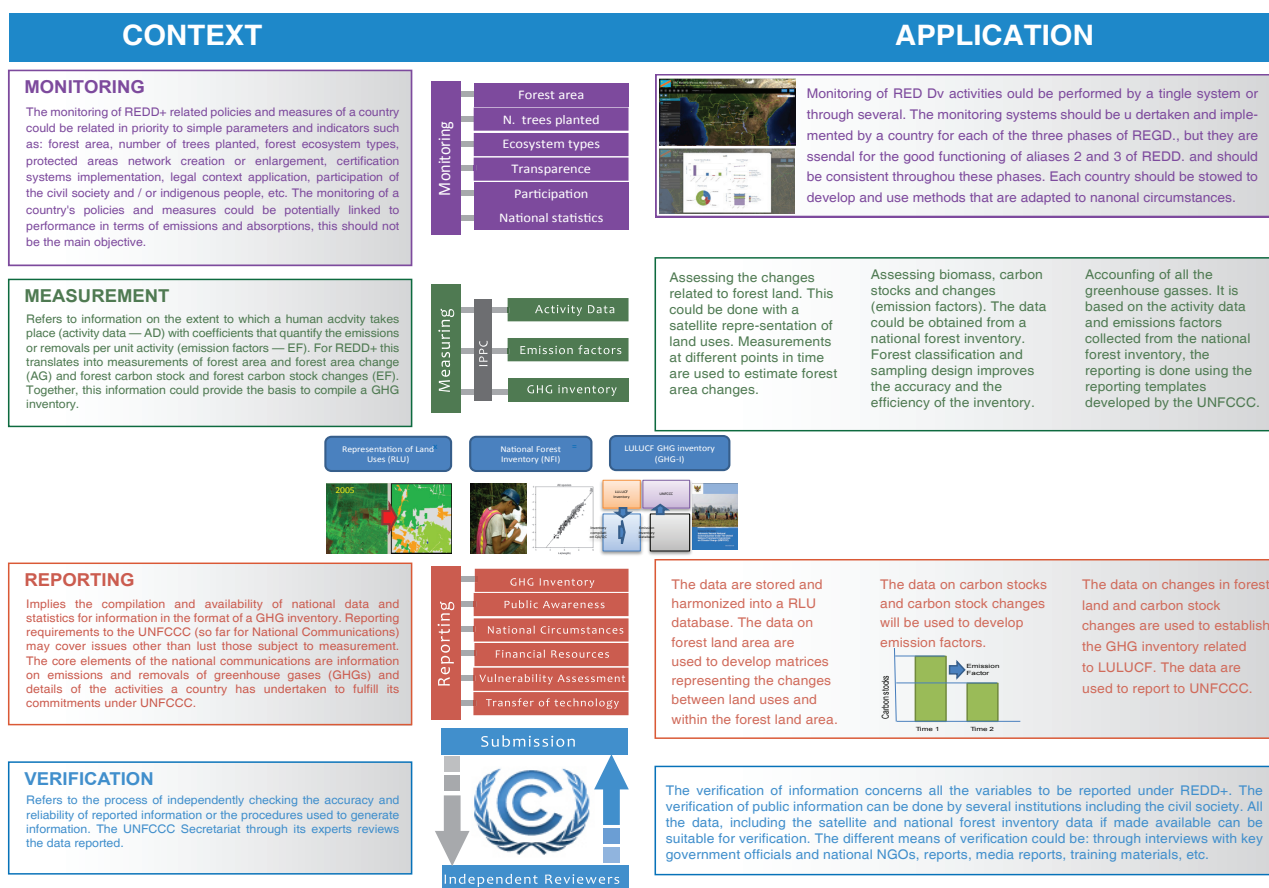 CONTEXT
APPLICATION
MONITORING
The monitoring of REDD+ related policies and measures of a country
could be related in priority to simple parameters and indicators such
as: forest area, number of trees planted, forest ecosystem types,
protected areas network creation or enlargement, certification
systems implementation, legal context application, participation of
the civil society and / or indigenous people, etc. The monitoring of a
country's policies and measures could be potentially linked to
performance in terms of emissions and absorptions, this should not
be the main objective.
Monitoring
Forest area
N. trees planted
Ecosystem types
Transparence
Participation
National statistics
Monitoring of RED Dv activities ould be performed by a tingle system or
through several. The monitoring systems should be u dertaken and imple-
mented by a country for each of the three phases of REGD., but they are
ssendal for the good functioning of aliases 2 and 3 of REDD. and should
be consistent throughou these phases. Each country should be stowed to
develop and use methods that are adapted to nanonal circumstances.
MEASUREMENT
Refers to information on the extent to which a human acdvity takes
place (activity data — AD) with coefficients that quantify the emissions
or removals per unit activity (emission factors — EF). For REDD+ this
translates into measurements of forest area and forest area change
(AG) and forest carbon stock and forest carbon stock changes (EF).
Together, this information could provide the basis to compile a GHG
inventory.
Measuring
IPPC
Activity Data
Emission factors
GHG inventory
Assessing the changes
related to forest land. This
could be done with a
satellite repre-sentation of
land uses. Measurements
at different points in time
are used to estimate forest
area changes.
Assessing biomass, carbon
stocks and changes
(emission factors). The data
could be obtained from a
national forest inventory.
Forest classification and
sampling design improves
the accuracy and the
efficiency of the inventory.
Accounfing of all the
greenhouse gasses. It is
based on the activity data
and emissions factors
collected from the national
forest inventory, the
reporting is done using the
reporting templates
developed by the UNFCCC.
Representation of Land
Uses (RLU)
National Forest
Inventory (NFI)
LULUCF GHG inventory
(GHG-I)
2005
LULUCF
Inventory
UNFCCC
REPORTING
Implies the compilation and availability of national data and
statistics for information in the format of a GHG inventory. Reporting
requirements to the UNFCCC (so far for National Communications)
may cover issues other than lust those subject to measurement.
The core elements of the national communications are information
on emissions and removals of greenhouse gases (GHGs) and
details of the activities a country has undertaken to fulfill its
commitments under UNFCCC.
Reporting
GHG Inventory
Public Awareness
National Circumstances
Financial Resources
Vulnerability Assessment
Transfer of technology
The data are stored and
harmonized into a RLU
database. The data on
forest land area are
used to develop matrices
representing the changes
between land uses and
within the forest land area.
The data on carbon stocks
and carbon stock changes
will be used to develop
emission factors.
Carbon stocks
Emission
Factor
Time 1
Time 2
The data on changes in forest
land and carbon stock
changes are used to establish
the GHG inventory related
to LULUCF. The data are
used to report to UNFCCC.
Submission
Independent Reviewers
VERIFICATION
Refers to the process of independently checking the accuracy and
reliability of reported information or the procedures used to generate
information. The UNFCCC Secretariat through its experts reviews
the data reported.
The verification of information concerns all the variables to be reported under REDD+. The
verification of public information can be done by several institutions including the civil society. All
the data, including the satellite and national forest inventory data if made available can be
suitable for verification. The different means of verification could be: through interviews with key
government officials and national NGOs, reports, media reports, training materials, etc.